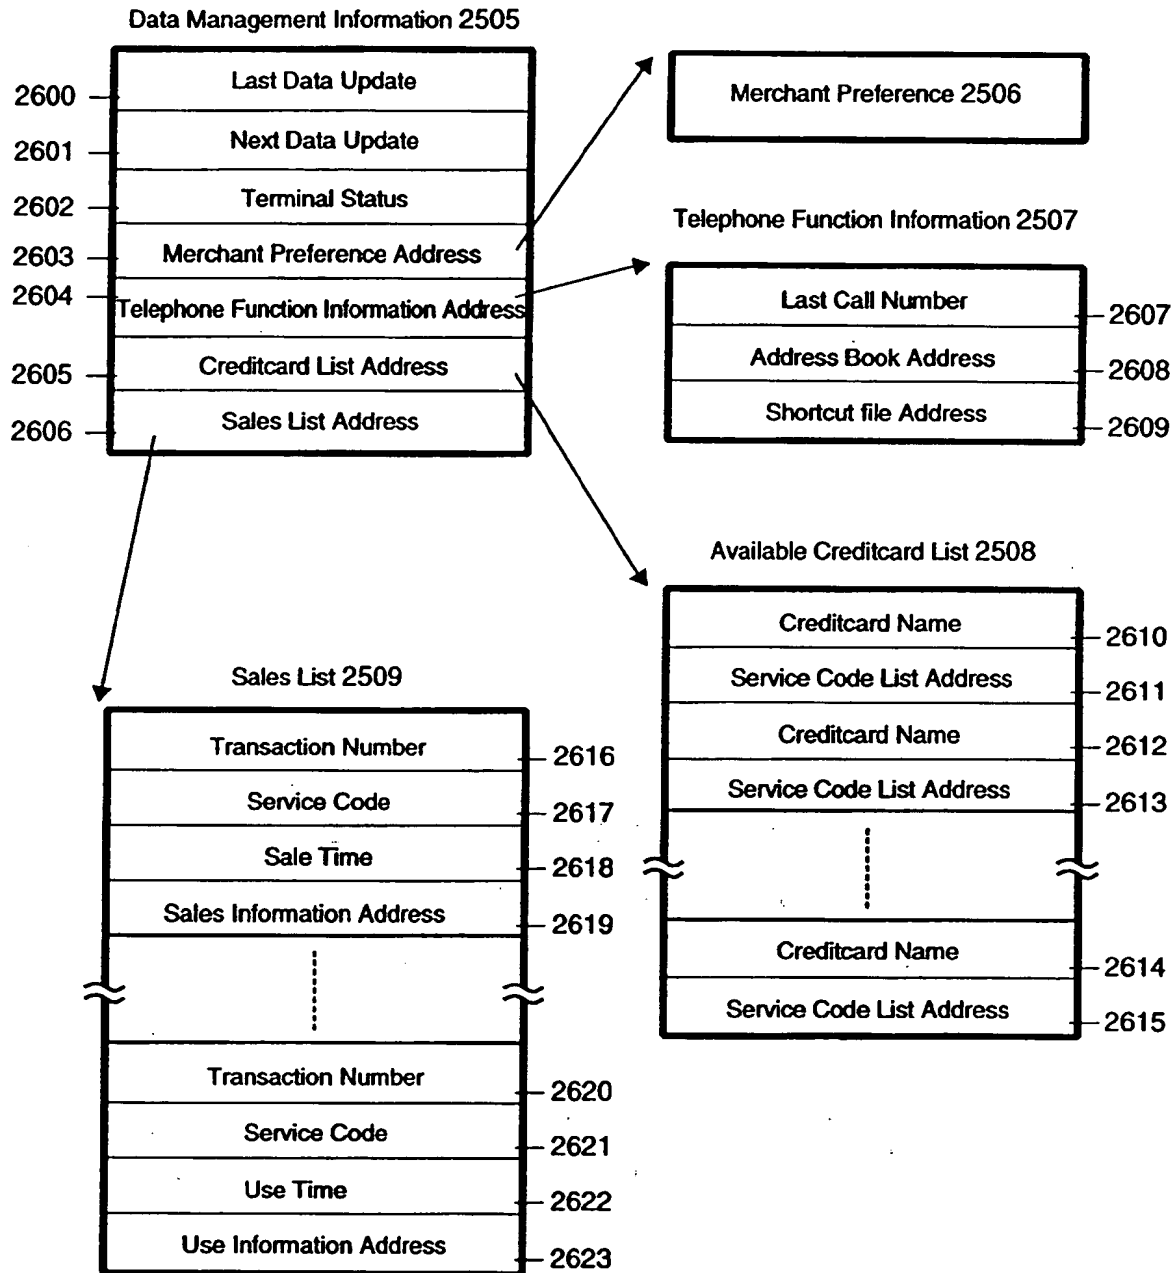 Data Management Information 2505
2600
Last Data Update
2601
Next Data Update
2602
Terminal Status
2603
Merchant Preference Address
2604
Telephone Function Information Address
2605
Creditcard List Address
2606
Sales List Address
Merchant Preference 2506
Telephone Function Information 2507
Last Call Number
2607
Address Book Address
2608
Shortcut file Address
2609
Available Creditcard List 2508
Creditcard Name
2610
Service Code List Address
2611
Creditcard Name
2612
Service Code List Address
2613
Creditcard Name
2614
Service Code List Address
2615
Sales List 2509
Transaction Number
2616
Service Code
2617
Sale Time
2618
Sales Information Address
2619
Transaction Number
2620
Service Code
2621
Use Time
2622
Use Information Address
2623